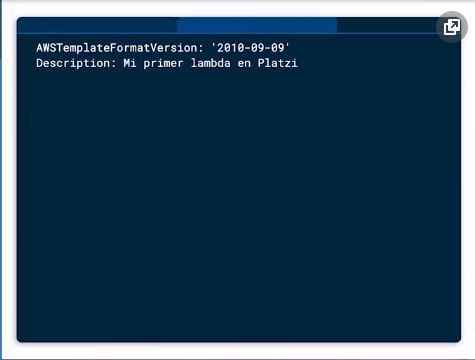 AWSTemplateFormatVersion: '2010-09-09'
Description: Mi primer lambda en Platzi